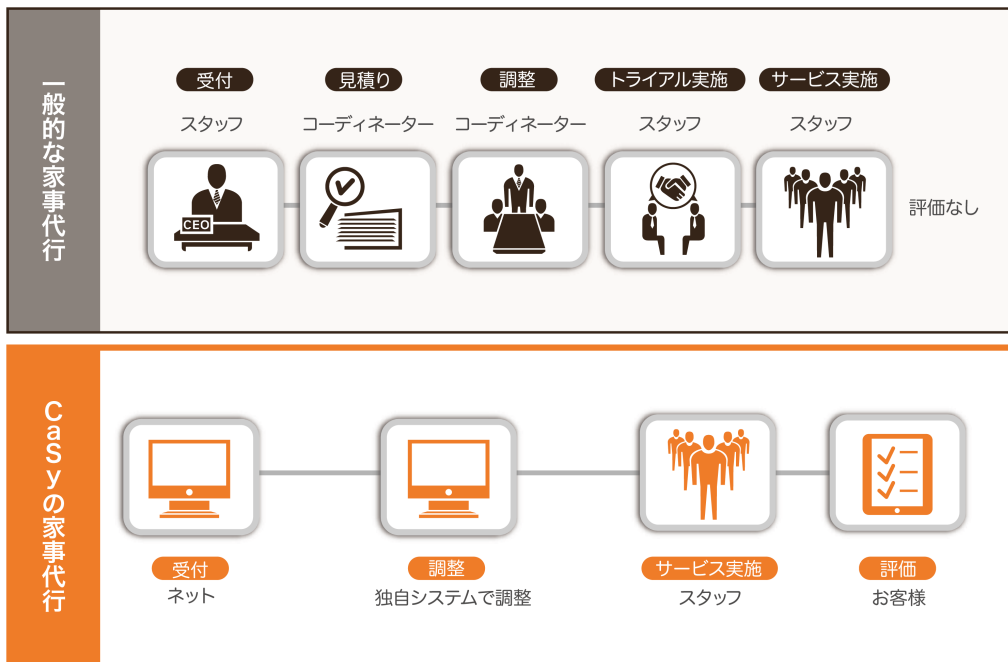 一般的な家事代行
受付
見積り
調整
トライアル実施
サービス実施
スタッフ
コーディネーター
コーディネーター
スタッフ
スタッフ
CEO
評価なし
CaSyの家事代行
受付
調整
サービス実施
評価
ネット
独自システムで調整
スタッフ
お客様